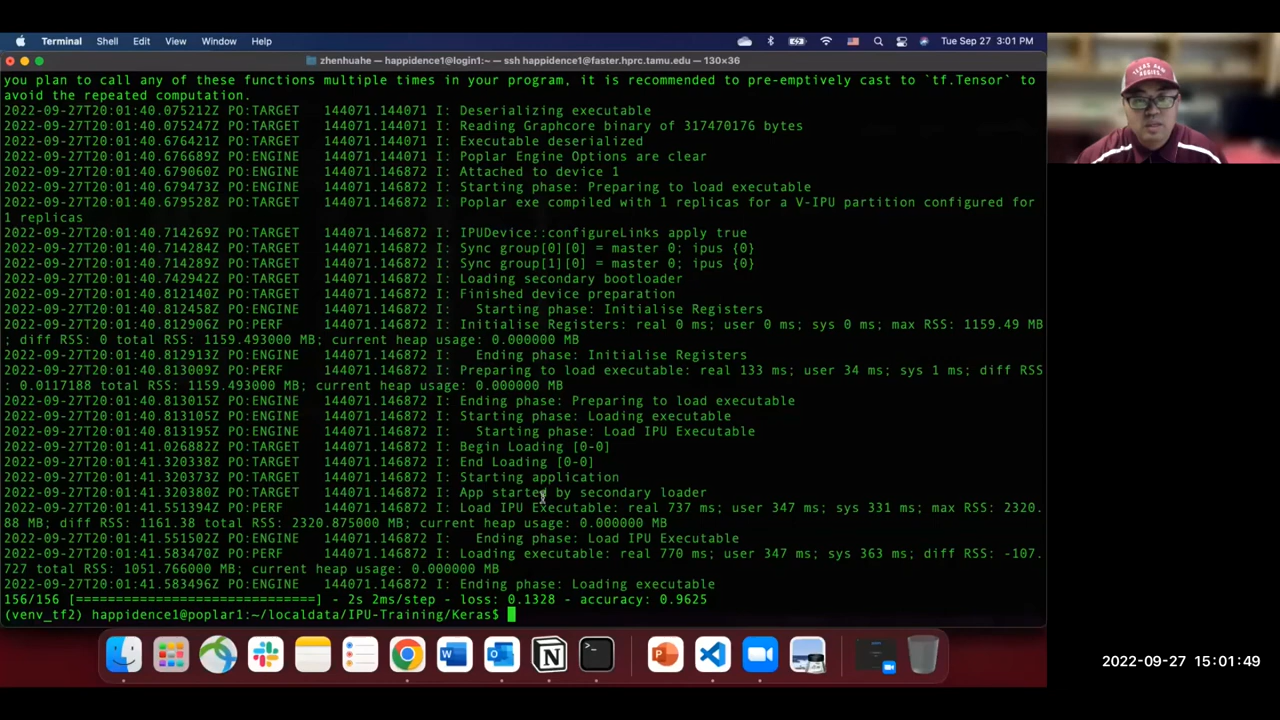 Terminal Shell Edit View Window Help Tue Sep 27 3:01 PM
zhenhuahe — happidence1@login1:~ — ssh happidence1@faster.hprc.tamu.edu — 130×36
you plan to call any of these functions multiple times in your program, it is recommended to pre-emptively cast to `tf.Tensor` to
avoid the repeated computation.
2022-09-27T20:01:40.075212Z PO:TARGET 144071.144071 I: Deserializing executable
2022-09-27T20:01:40.075247Z PO:TARGET 144071.144071 I: Reading Graphcore binary of 317470176 bytes
2022-09-27T20:01:40.676421Z PO:TARGET 144071.146872 I: Executable deserialized
2022-09-27T20:01:40.676689Z PO:ENGINE 144071.146872 I: Poplar Engine Options are clear
2022-09-27T20:01:40.679060Z PO:TARGET 144071.146872 I: Attached to device 1
2022-09-27T20:01:40.679473Z PO:ENGINE 144071.146872 I: Starting phase: Preparing to load executable
2022-09-27T20:01:40.679528Z PO:TARGET 144071.146872 I: Poplar exe compiled with 1 replicas for a V-IPU partition configured for
1 replicas
2022-09-27T20:01:40.714269Z PO:TARGET 144071.146872 I: IPUDevice::configureLinks apply true
2022-09-27T20:01:40.714284Z PO:TARGET 144071.146872 I: Sync group[0][0] = master 0; ipus {0}
2022-09-27T20:01:40.714289Z PO:TARGET 144071.146872 I: Sync group[1][0] = master 0; ipus {0}
2022-09-27T20:01:40.742942Z PO:TARGET 144071.146872 I: Loading secondary bootloader
2022-09-27T20:01:40.812140Z PO:TARGET 144071.146872 I: Finished device preparation
2022-09-27T20:01:40.812458Z PO:ENGINE 144071.146872 I: Starting phase: Initialise Registers
2022-09-27T20:01:40.812906Z PO:PERF 144071.146872 I: Initialise Registers: real 0 ms; user 0 ms; sys 0 ms; max RSS: 1159.49 MB
; diff RSS: 0 total RSS: 1159.493000 MB; current heap usage: 0.000000 MB
2022-09-27T20:01:40.812913Z PO:ENGINE 144071.146872 I: Ending phase: Initialise Registers
2022-09-27T20:01:40.813009Z PO:PERF 144071.146872 I: Preparing to load executable: real 133 ms; user 34 ms; sys 1 ms; diff RSS
: 0.0117188 total RSS: 1159.493000 MB; current heap usage: 0.000000 MB
2022-09-27T20:01:40.813015Z PO:ENGINE 144071.146872 I: Ending phase: Preparing to load executable
2022-09-27T20:01:40.813105Z PO:ENGINE 144071.146872 I: Starting phase: Loading executable
2022-09-27T20:01:40.813195Z PO:ENGINE 144071.146872 I: Starting phase: Load IPU Executable
2022-09-27T20:01:41.026882Z PO:TARGET 144071.146872 I: Begin Loading [0-0]
2022-09-27T20:01:41.320338Z PO:TARGET 144071.146872 I: End Loading [0-0]
2022-09-27T20:01:41.320373Z PO:TARGET 144071.146872 I: Starting application
2022-09-27T20:01:41.320380Z PO:TARGET 144071.146872 I: App started by secondary loader
2022-09-27T20:01:41.551394Z PO:PERF 144071.146872 I: Load IPU Executable: real 737 ms; user 347 ms; sys 331 ms; max RSS: 2320.
88 MB; diff RSS: 1161.38 total RSS: 2320.875000 MB; current heap usage: 0.000000 MB
2022-09-27T20:01:41.551502Z PO:ENGINE 144071.146872 I: Ending phase: Load IPU Executable
2022-09-27T20:01:41.583470Z PO:PERF 144071.146872 I: Loading executable: real 770 ms; user 347 ms; sys 363 ms; diff RSS: -107.
727 total RSS: 1051.766000 MB; current heap usage: 0.000000 MB
2022-09-27T20:01:41.583496Z PO:ENGINE 144071.146872 I: Ending phase: Loading executable
156/156 [==============================] - 2s 2ms/step - loss: 0.1328 - accuracy: 0.9625
(venv_tf2) happidence1@poplar1:~/localdata/IPU-Training/Keras$
2022-09-27 15:01:49
TEXAS A&M
AGGIES